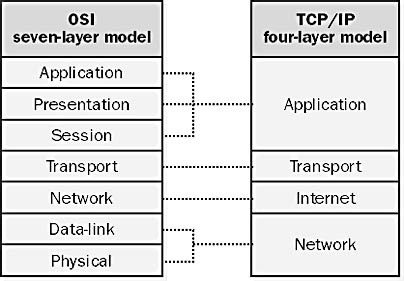 OSI
seven-layer model
Application
Presentation
Session
Transport
Network
Data-link
Physical
TCP/IP
four-layer model
Application
Transport
Internet
Network